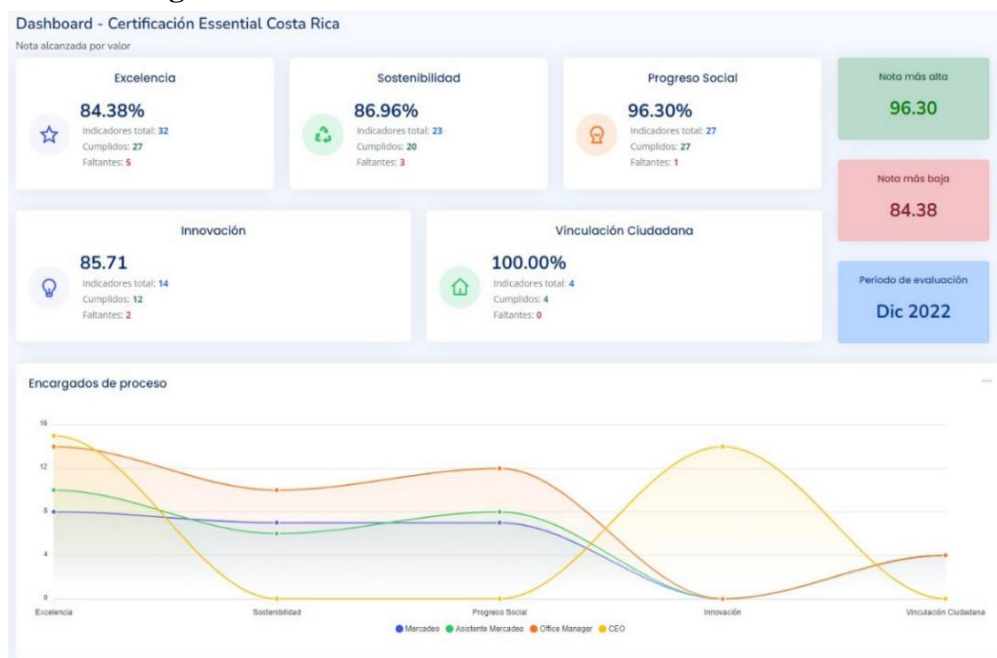 Dashboard - Certificación Essential Costa Rica
Nota alcanzada por valor
Excelencia
84.38%
Indicadores total: 32
Cumplidos: 27
Faltantes: 5
Sostenibilidad
86.96%
Indicadores total: 23
Cumplidos: 20
Faltantes: 3
Progreso Social
96.30%
Indicadores total: 27
Cumplidos: 27
Faltantes: 1
Nota más alta
96.30
Nota más baja
84.38
Innovación
85.71
Indicadores total: 14
Cumplidos: 12
Faltantes: 2
Vinculación Ciudadana
100.00%
Indicadores total: 4
Cumplidos: 4
Faltantes: 0
Periodo de evaluación
Dic 2022
Encargados de proceso
16
12
8
4
0
Excelencia Sostenibilidad Progreso Social Innovación Vinculación Ciudadana
Mercadeo Asistente Mercadeo Office Manager CEO